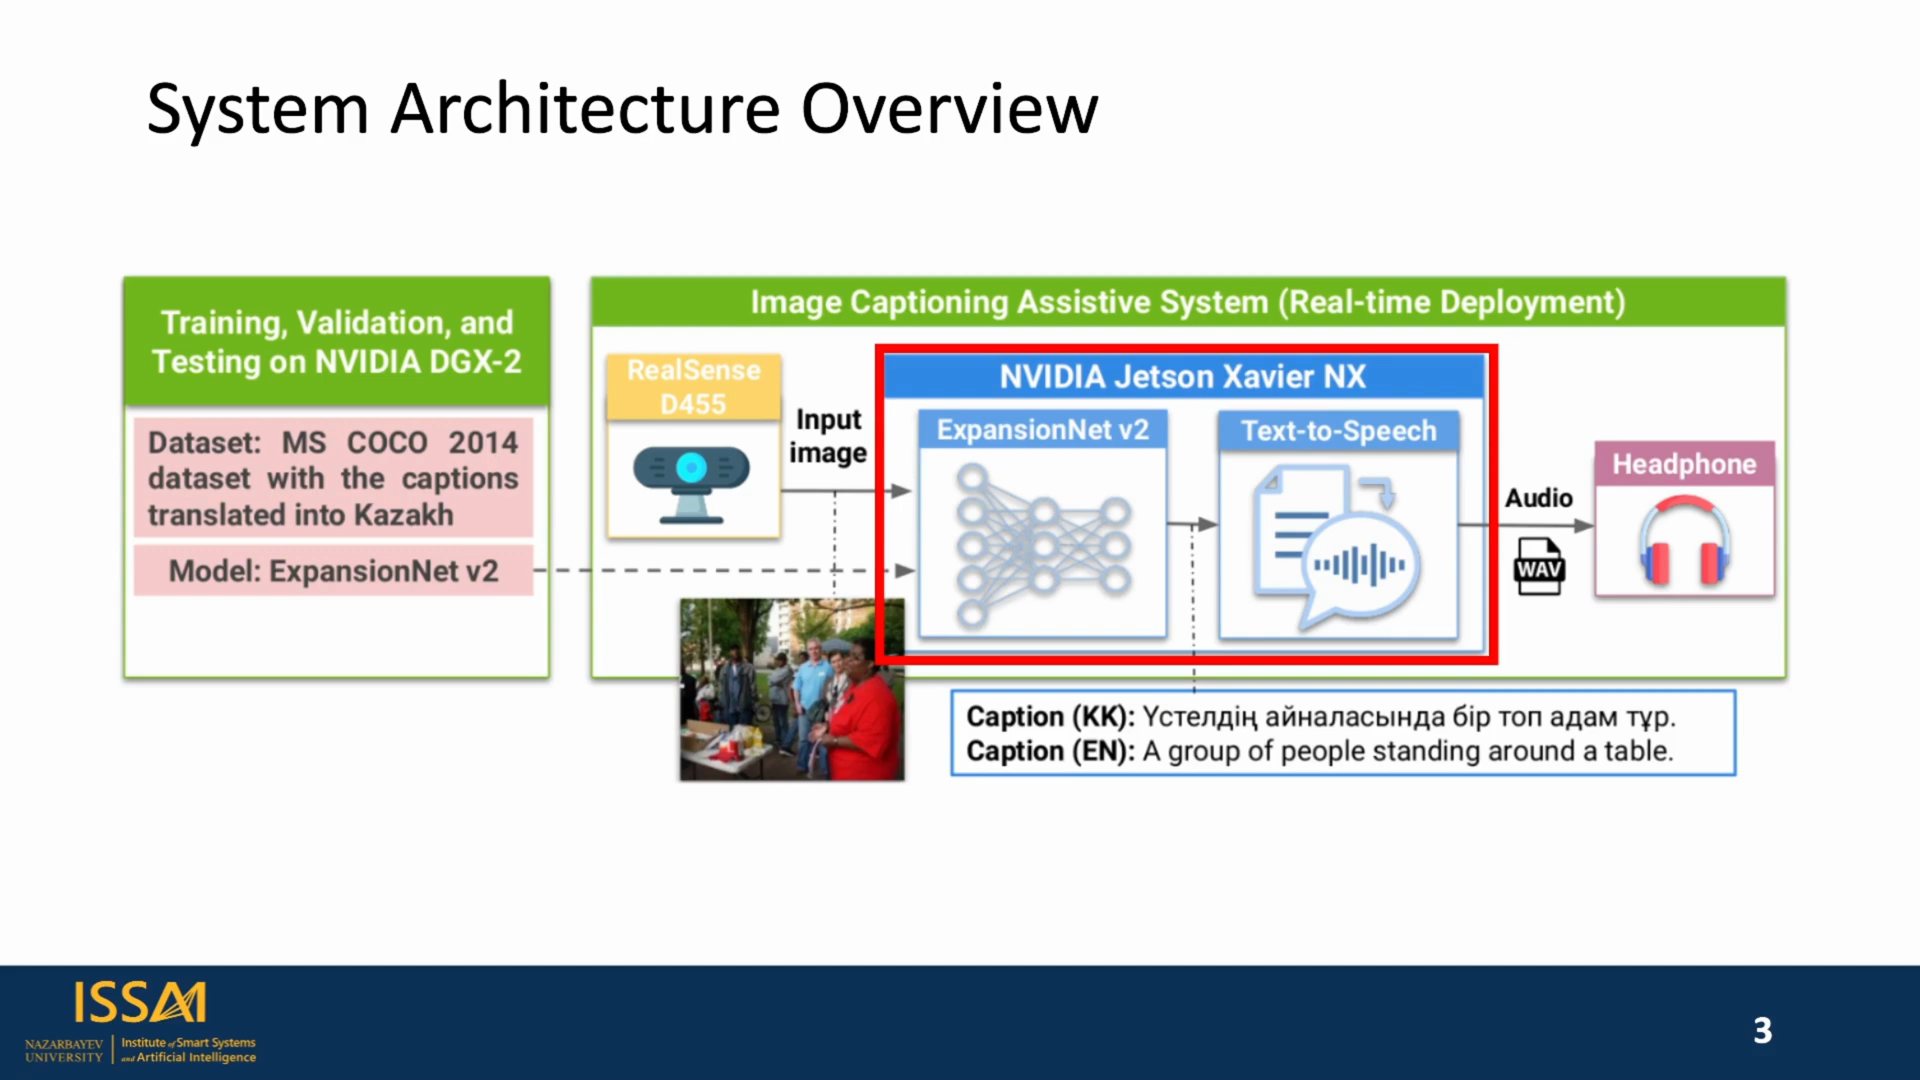 System Architecture Overview
Training, Validation, and
Testing on NVIDIA DGX-2
Dataset: MS COCO 2014
dataset with the captions
translated into Kazakh
Model: ExpansionNet v2
Image Captioning Assistive System (Real-time Deployment)
RealSense
D455
Input
image
NVIDIA Jetson Xavier NX
ExpansionNet v2
Text-to-Speech
Audio
WAV
Headphone
Caption (KK): Үстелдің айналасында бір топ адам тұр.
Caption (EN): A group of people standing around a table.
ISSAI
NAZARBAYEV
UNIVERSITY
Institute of Smart Systems
and Artificial Intelligence
3